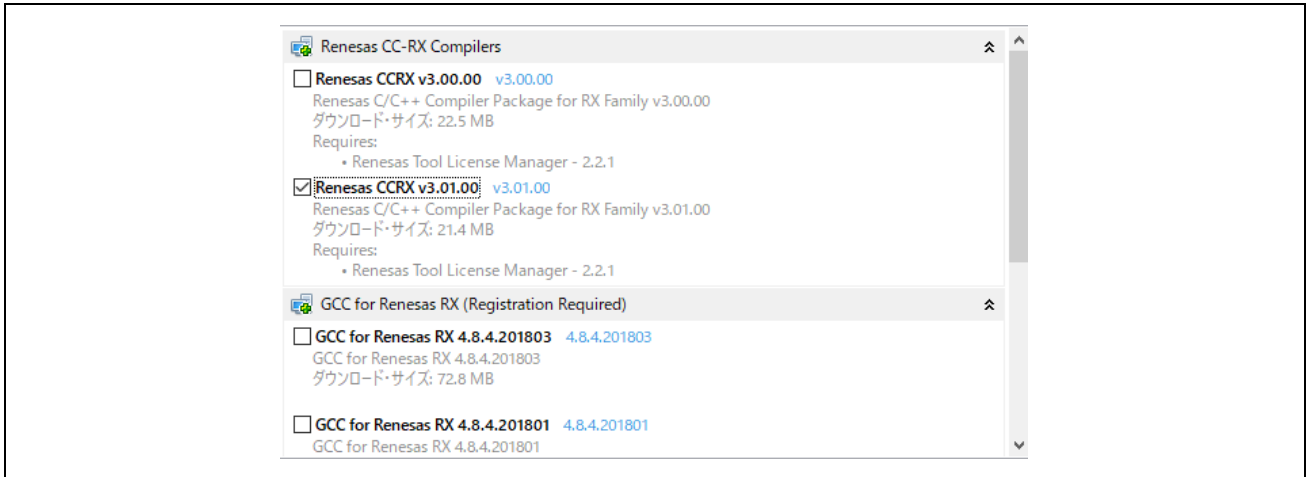 Renesas CC-RX Compilers
Renesas CCRX v3.00.00 v3.00.00
Renesas C/C++ Compiler Package for RX Family v3.00.00
ダウンロード・サイズ: 22.5 MB
Requires:
• Renesas Tool License Manager - 2.2.1
Renesas CCRX v3.01.00 v3.01.00
Renesas C/C++ Compiler Package for RX Family v3.01.00
ダウンロード・サイズ: 21.4 MB
Requires:
• Renesas Tool License Manager - 2.2.1
GCC for Renesas RX (Registration Required)
GCC for Renesas RX 4.8.4.201803 4.8.4.201803
GCC for Renesas RX 4.8.4.201803
ダウンロード・サイズ: 72.8 MB
GCC for Renesas RX 4.8.4.201801 4.8.4.201801
GCC for Renesas RX 4.8.4.201801